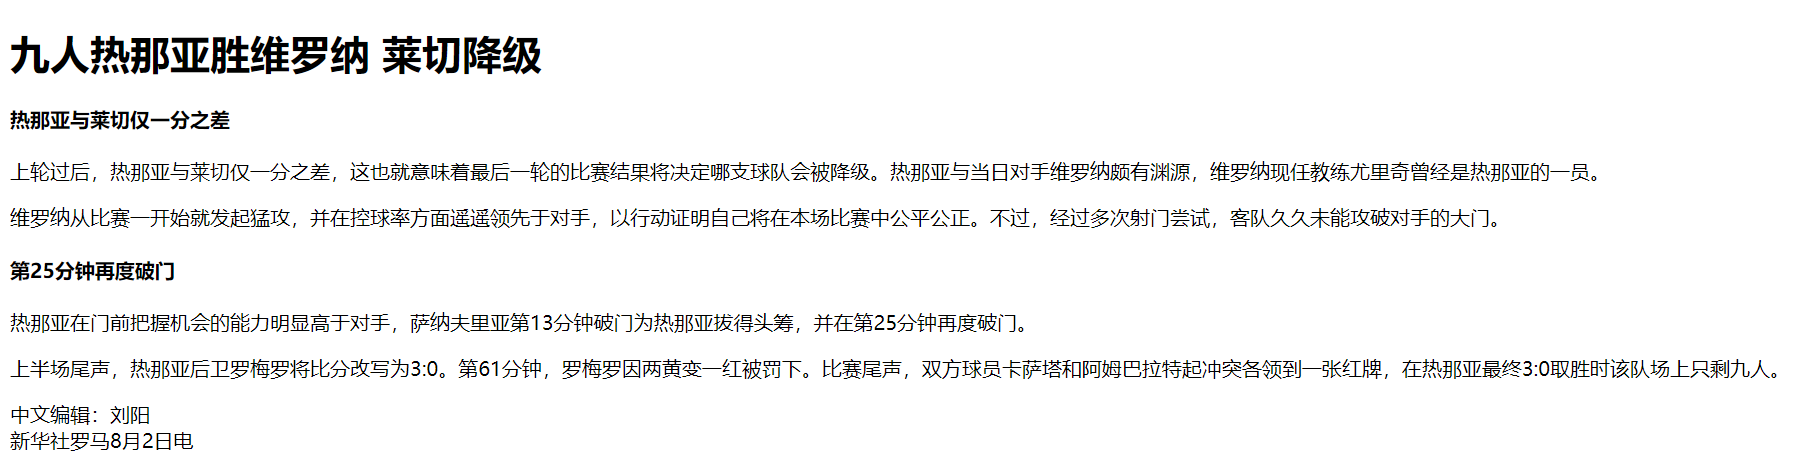 九人热那亚胜维罗纳 莱切降级
热那亚与莱切仅一分之差
上轮过后，热那亚与莱切仅一分之差，这也就意味着最后一轮的比赛结果将决定哪支球队会被降级。热那亚与当日对手维罗纳颇有渊源，维罗纳现任教练尤里奇曾经是热那亚的一员。
维罗纳从比赛一开始就发起猛攻，并在控球率方面遥遥领先于对手，以行动证明自己将在本场比赛中公平公正。不过，经过多次射门尝试，客队久久未能攻破对手的大门。
第25分钟再度破门
热那亚在门前把握机会的能力明显高于对手，萨纳夫里亚第13分钟破门为热那亚拔得头筹，并在第25分钟再度破门。
上半场尾声，热那亚后卫罗梅罗将比分改写为3:0。第61分钟，罗梅罗因两黄变一红被罚下。比赛尾声，双方球员卡萨塔和阿姆巴拉特起冲突各领到一张红牌，在热那亚最终3:0取胜时该队场上只剩九人。
中文编辑：刘阳
新华社罗马8月2日电